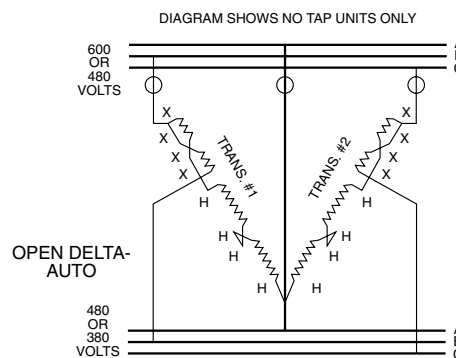 DIAGRAM SHOWS NO TAP UNITS ONLY
600
OR
480
VOLTS
X
X
X
X
H
H
H
H
TRANS. #1
TRANS. #2
X
X
X
X
H
H
H
H
OPEN DELTA-
AUTO
480
OR
380
VOLTS